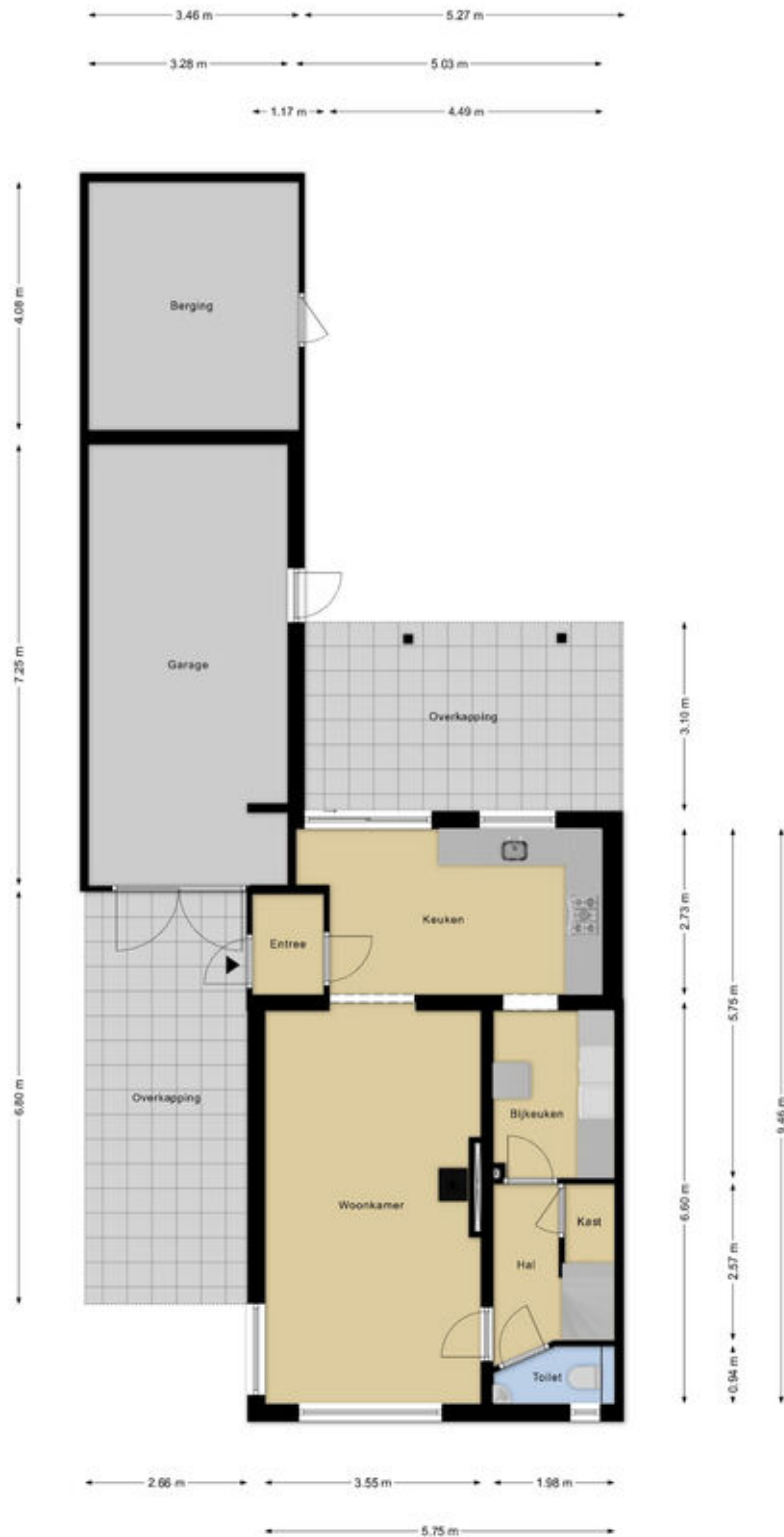 3.46 m
5.27 m
3.28 m
5.03 m
1.17 m
4.49 m
4.08 m
Berging
7.25 m
Garage
3.10 m
Overkapping
2.73 m
Keuken
Entree
5.75 m
9.46 m
6.80 m
Overkapping
Bijkeuken
6.60 m
Woonkamer
Kast
Hal
2.57 m
Toilet
0.94 m
2.66 m
3.55 m
1.98 m
5.75 m